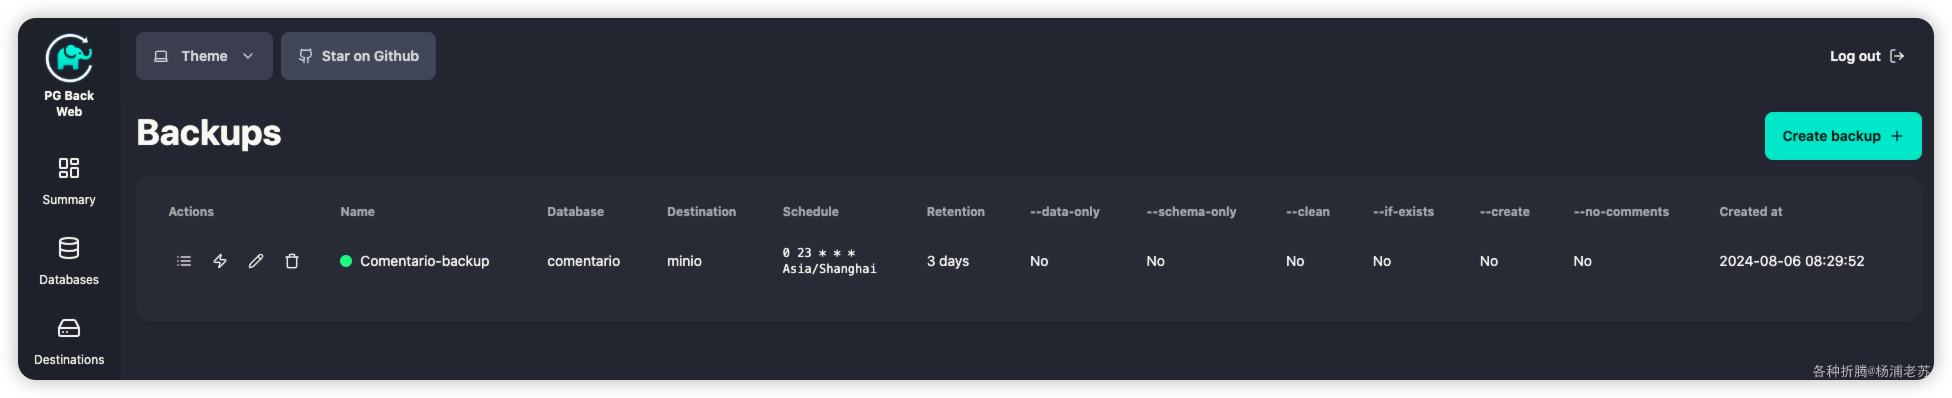 PG Back
Web
Theme
Star on Github
Log out
Backups
Create backup
Summary
Databases
Destinations
Actions Name Database Destination Schedule Retention --data-only --schema-only --clean --if-exists --create --no-comments Created at
Comentario-backup comentario minio 0 23 * * * Asia/Shanghai 3 days No No No No No No 2024-08-06 08:29:52
各种折腾@杨浦老苏